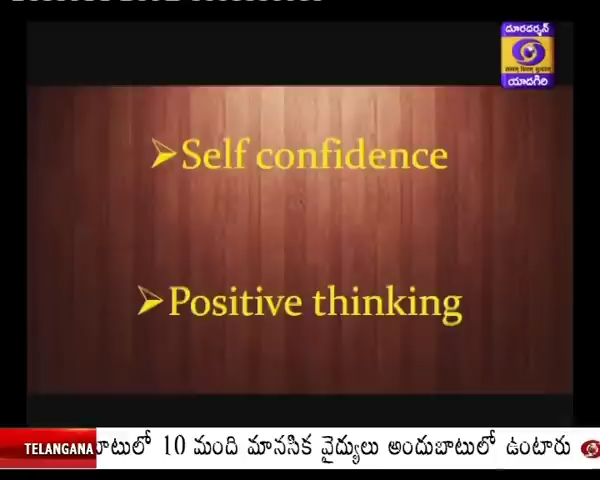 దూరదర్శన్
యాదగిరి
➢Self confidence
➢Positive thinking
TELANGANA
10 మంది మానసిక వైద్యులు అందుబాటులో ఉంటారు